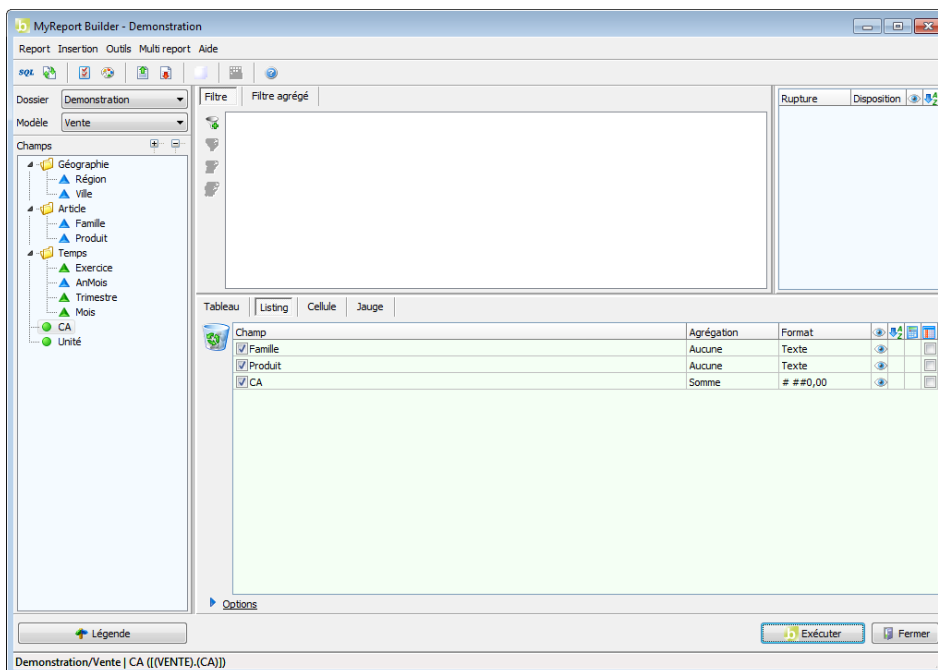 MyReport Builder - Demonstration
Report Insertion Outils Multi report Aide
SQL
Dossier Demonstration
Modèle Vente
Champs
Géographie
Région
Ville
Article
Famille
Produit
Temps
Exercice
AnMois
Trimestre
Mois
CA
Unité
Légende
Filtre Filtre agrégé
Rupture Disposition
Tableau Listing Cellule Jauge
Champ Agrégation Format
Famille Aucune Texte
Produit Aucune Texte
CA Somme # ##0,00
Options
Exécuter Fermer
Demonstration/Vente | CA ([(VENTE).(CA)])